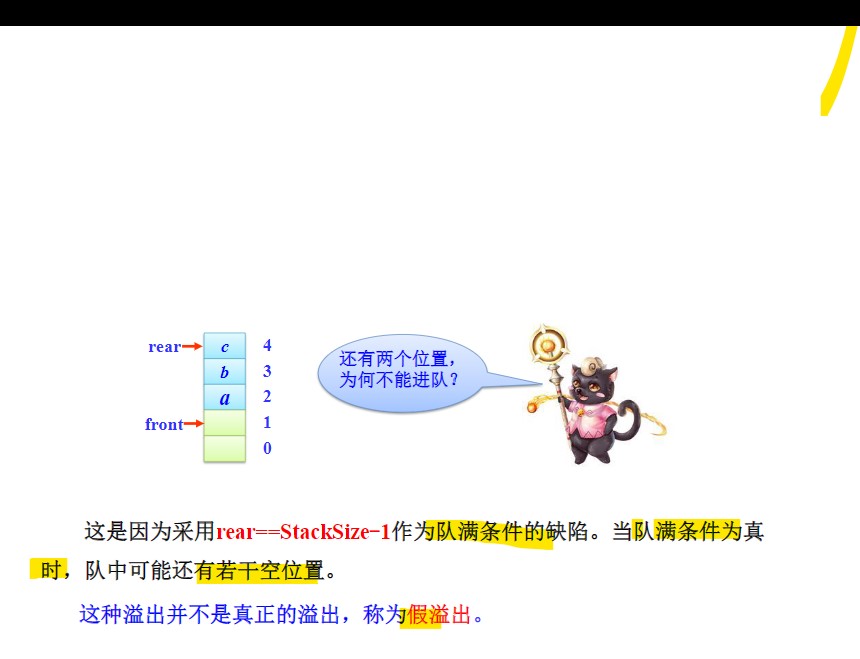 rear c 4
b 3
a 2
front 1
0
还有两个位置，
为何不能进队？
这是因为采用rear==StackSize−1作为队满条件的缺陷。当队满条件为真
时，队中可能还有若干空位置。
这种溢出并不是真正的溢出，称为假溢出。